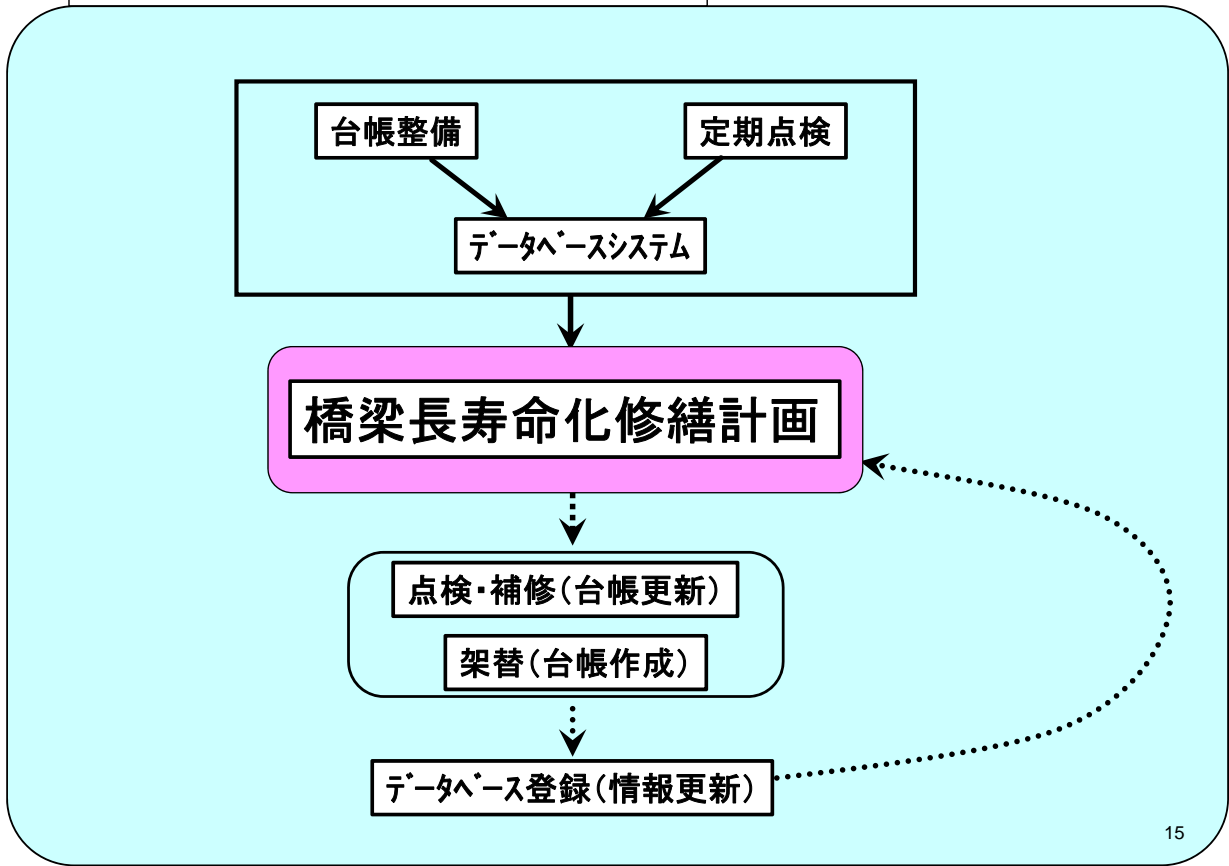 台帳整備
定期点検
ﾃﾞｰﾀﾍﾞｰｽｼｽﾃﾑ
橋梁長寿命化修繕計画
点検・補修(台帳更新)
架替(台帳作成)
ﾃﾞｰﾀﾍﾞｰｽ登録(情報更新)
15